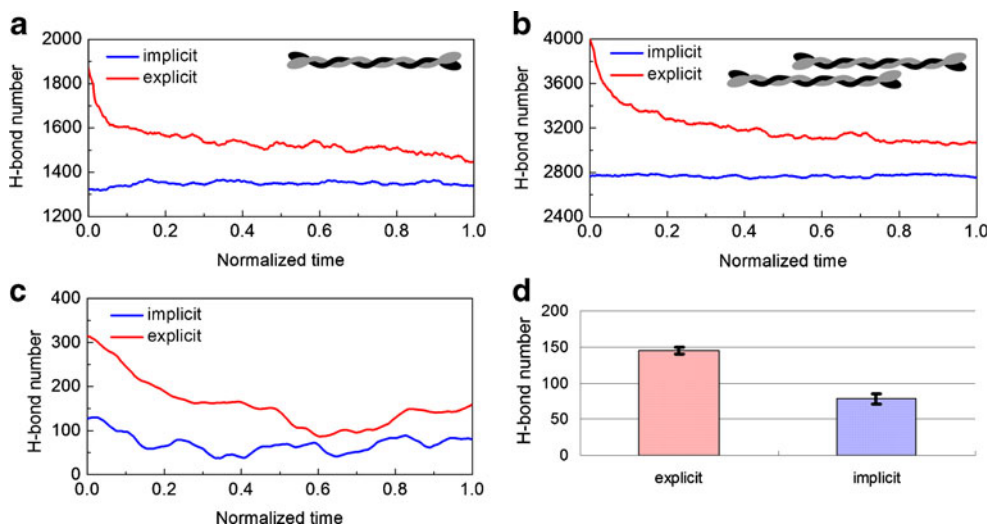 a
2000
1800
1600
1400
1200
H-bond number
implicit
explicit
0.0 0.2 0.4 0.6 0.8 1.0
Normalized time
b
4000
3600
3200
2800
2400
H-bond number
implicit
explicit
0.0 0.2 0.4 0.6 0.8 1.0
Normalized time
c
400
300
200
100
0
H-bond number
implicit
explicit
0.0 0.2 0.4 0.6 0.8 1.0
Normalized time
d
200
150
100
50
0
H-bond number
explicit implicit